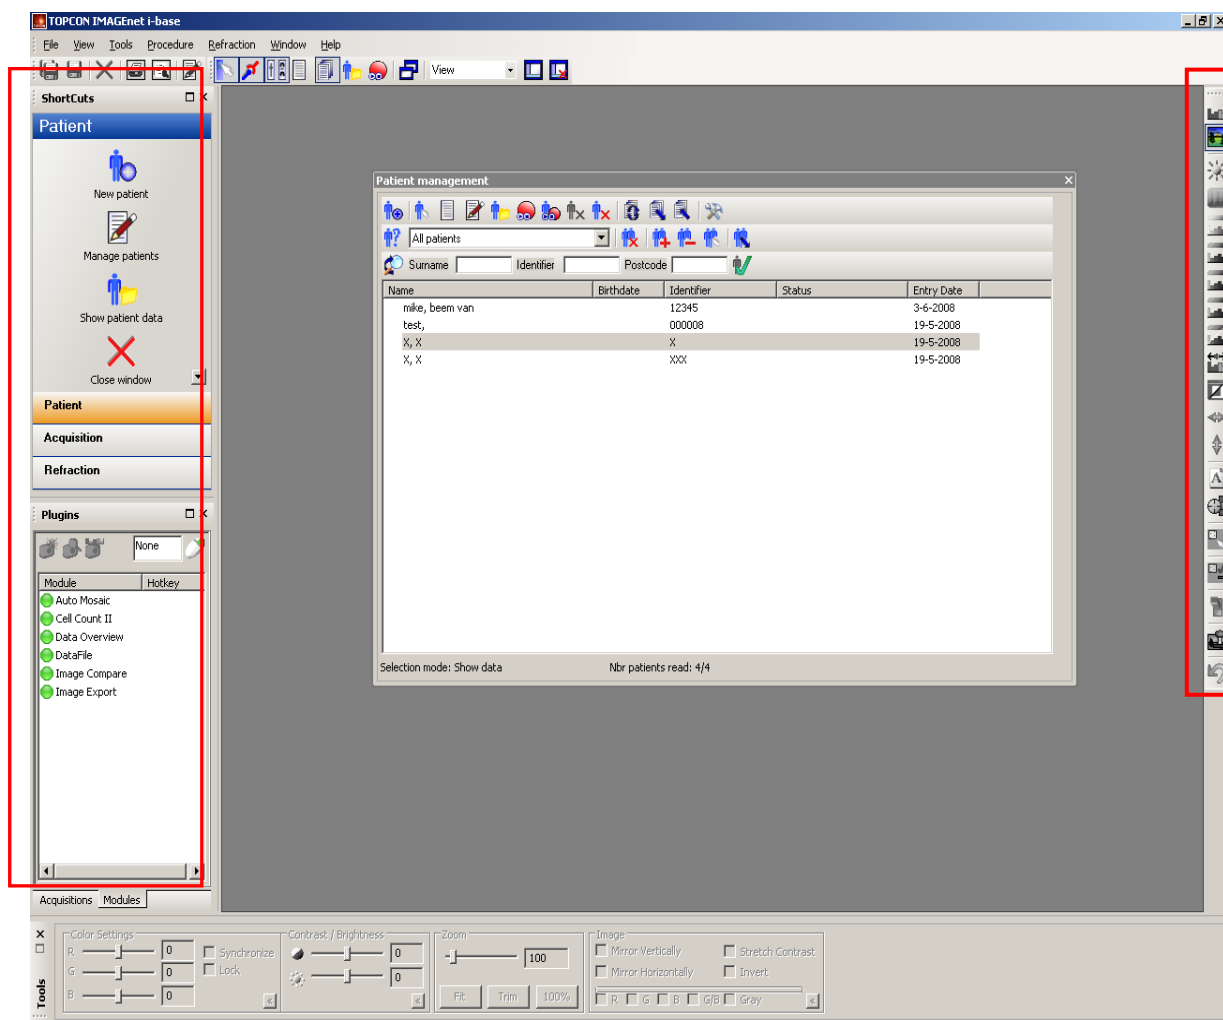 TOPCON IMAGEnet i-base
File View Tools Procedure Refraction Window Help
View
ShortCuts
Patient
New patient
Manage patients
Show patient data
Close window
Patient
Acquisition
Refraction
Plugins
None
Module Hotkey
Auto Mosaic
Cell Count II
Data Overview
DataFile
Image Compare
Image Export
Acquisitions Modules
Patient management
All patients
Surname Identifier Postcode
Name Birthdate Identifier Status Entry Date
mike, beem van 12345 3-6-2008
test, 000008 19-5-2008
X, X X 19-5-2008
X, X XXX 19-5-2008
Selection mode: Show data Nbr patients read: 4/4
Tools
Color Settings
R 0 Synchronize
G 0 Lock
B 0
Contrast / Brightness
0
0
Zoom
100
Fit Trim 100%
Image
Mirror Vertically Stretch Contrast
Mirror Horizontally Invert
R G B G/B Gray